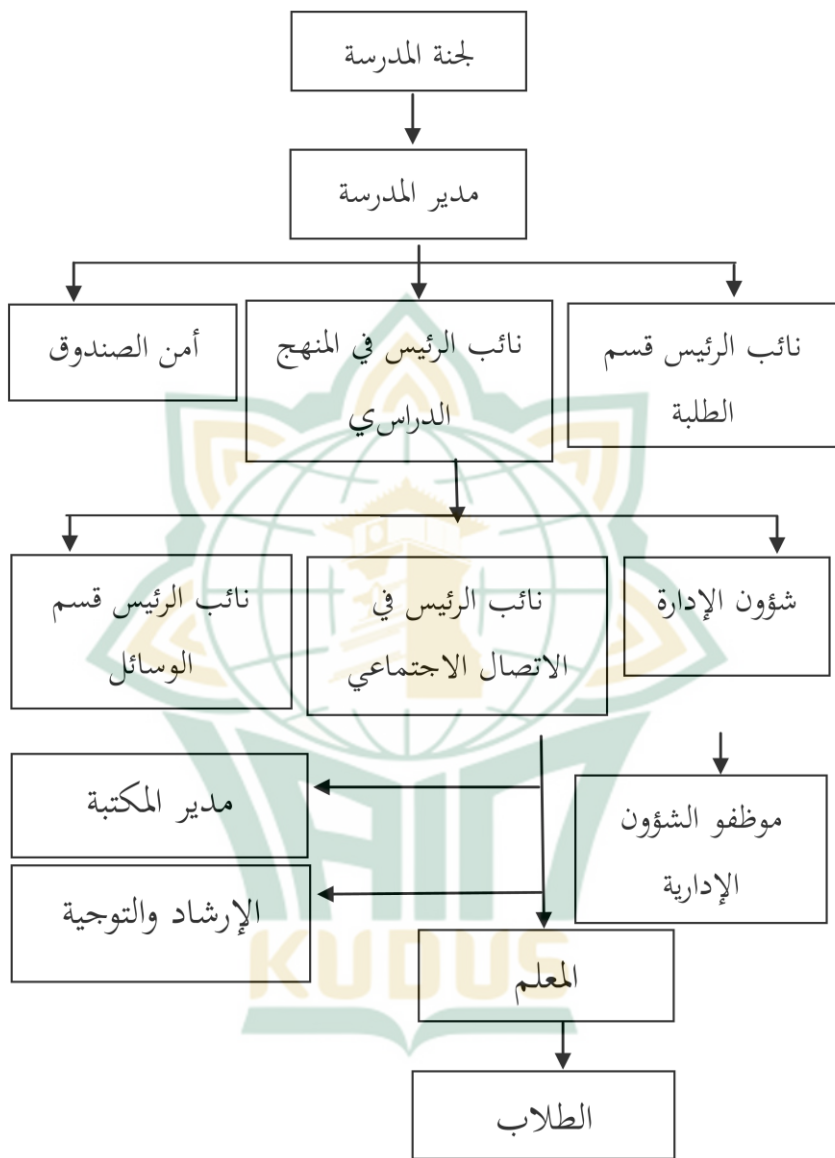 لجنة المدرسة
مدير المدرسة
نائب الرئيس قسم
الطلبة
نائب الرئيس في المنهج
الدراسي
أمن الصندوق
شؤون الإدارة
نائب الرئيس في
الاتصال الاجتماعي
نائب الرئيس قسم
الوسائل
موظفو الشؤون
الإدارية
مدير المكتبة
الإرشاد والتوجية
المعلم
الطلاب
IAIN
KUDUS